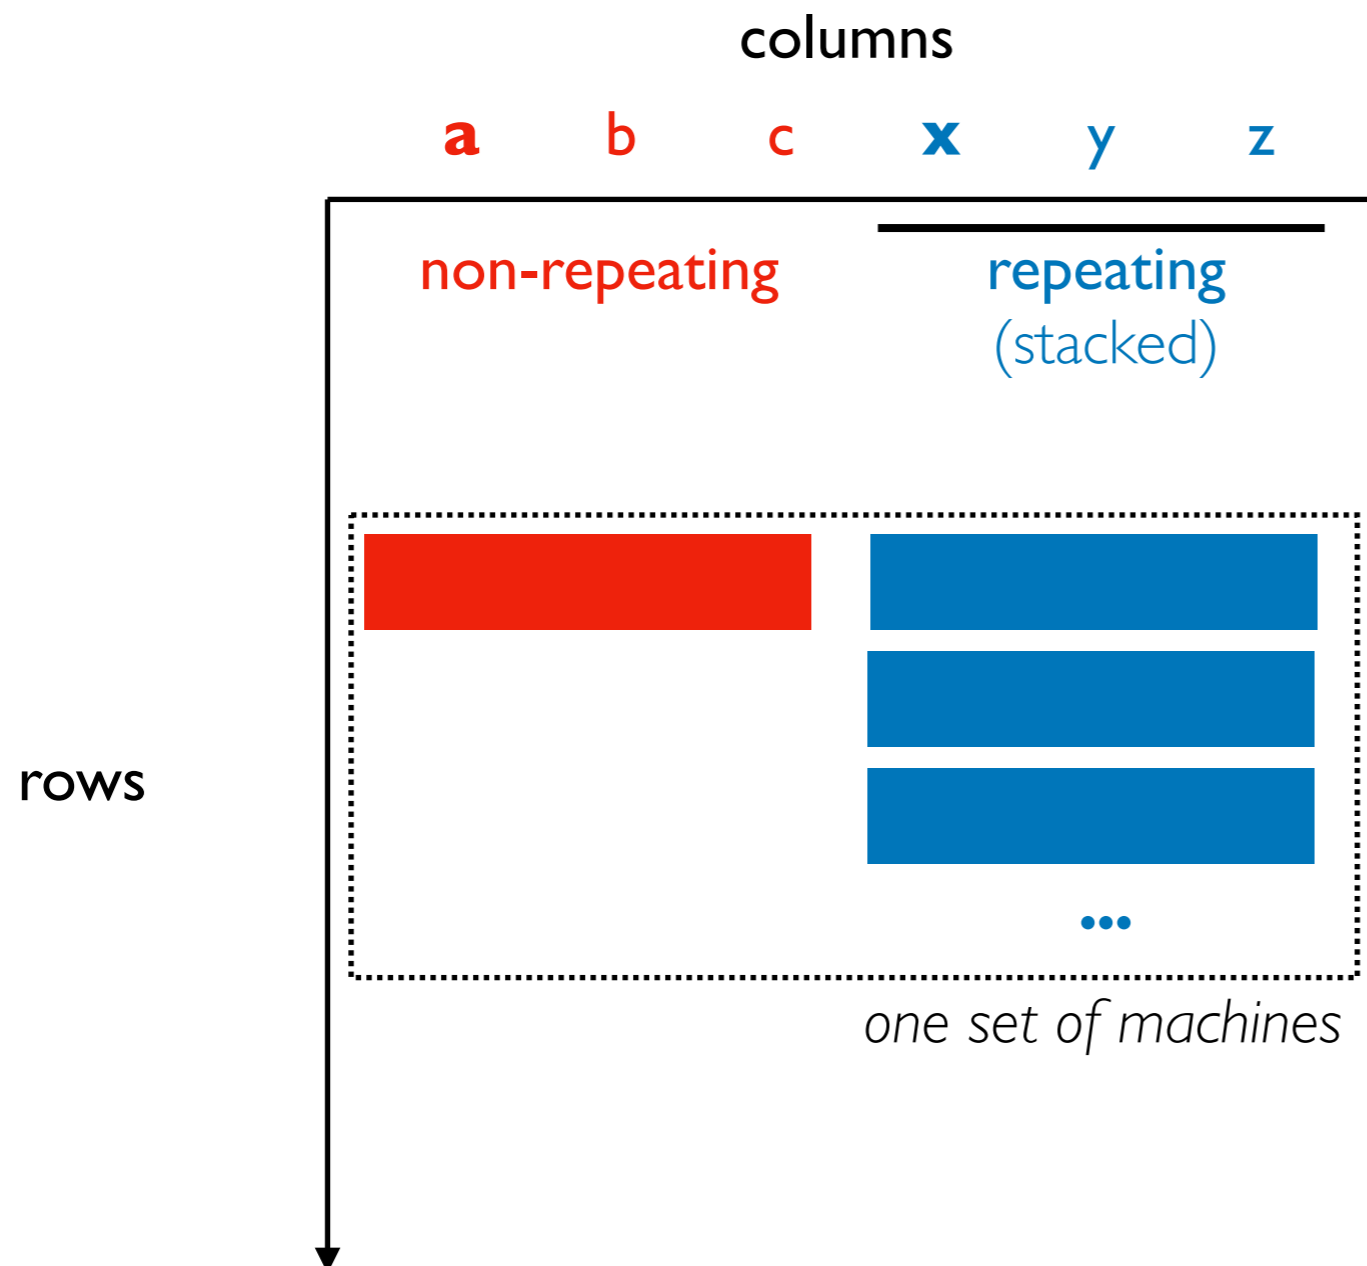 columns
a b c x y z
non-repeating repeating
(stacked)
rows
...
one set of machines